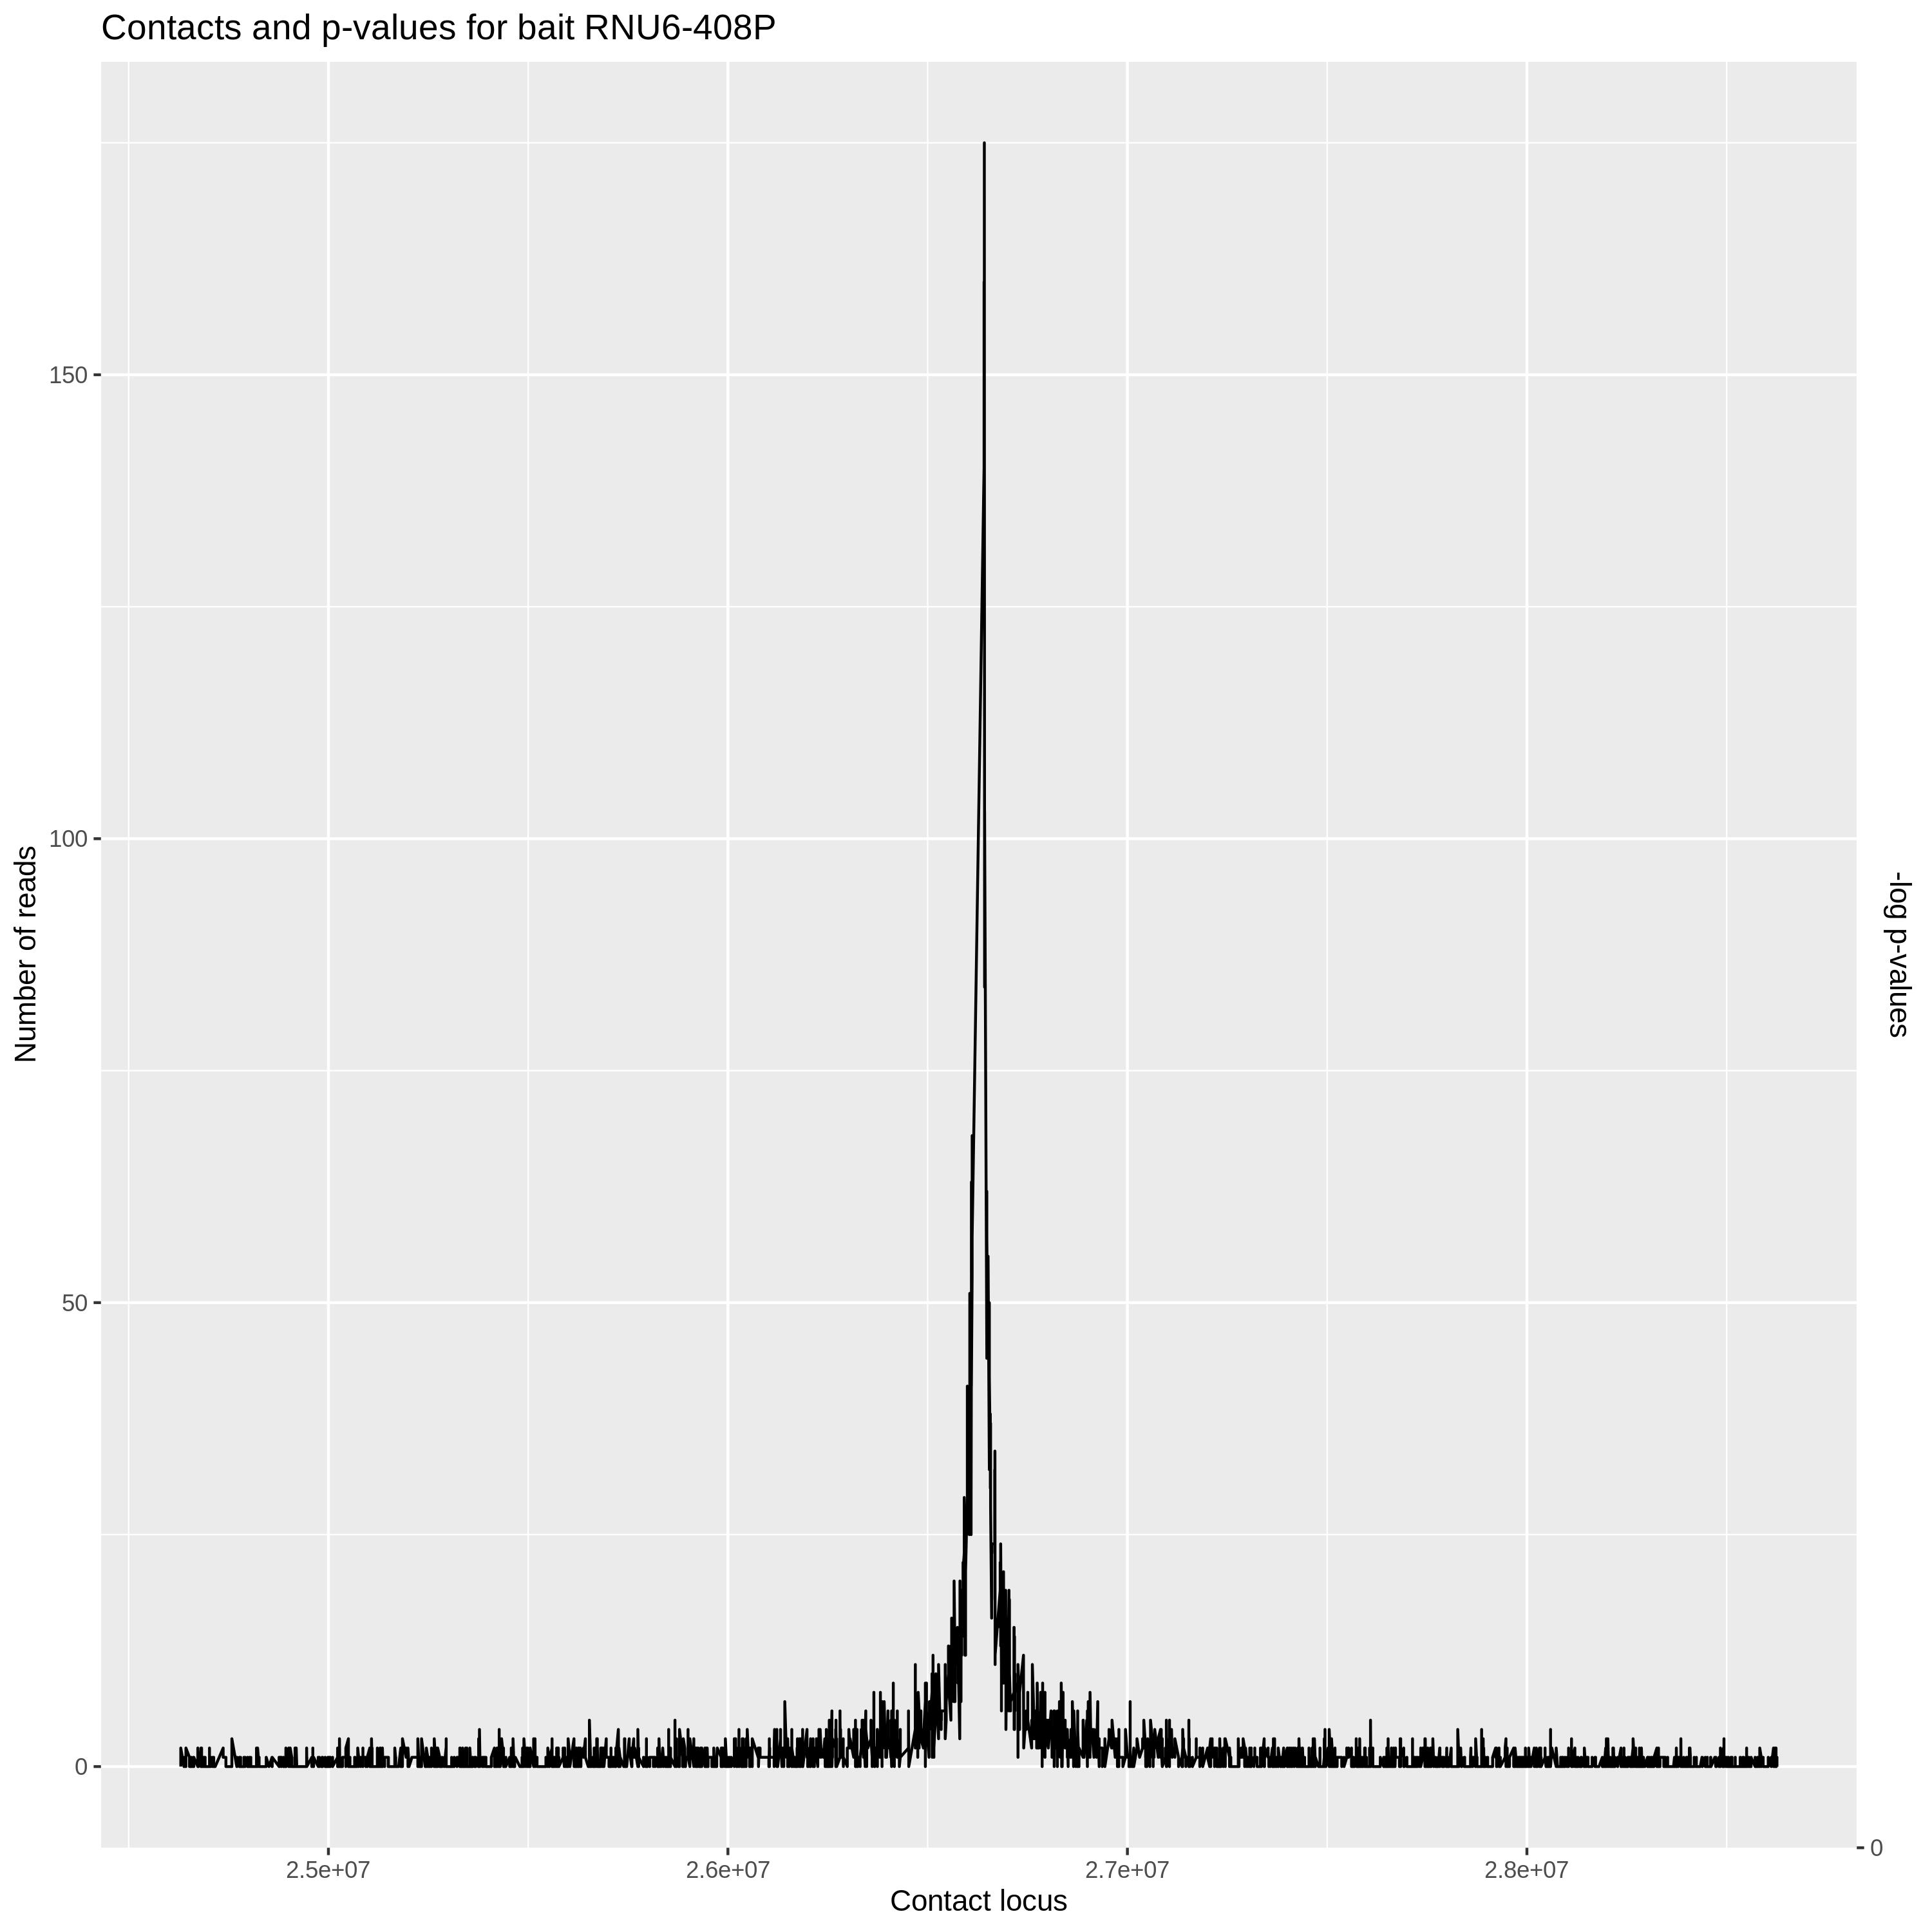 Contacts and p-values for bait RNU6-408P
150
100
50
0
Number of reads
-log p-values
0
2.5e+07
2.6e+07
2.7e+07
2.8e+07
Contact locus